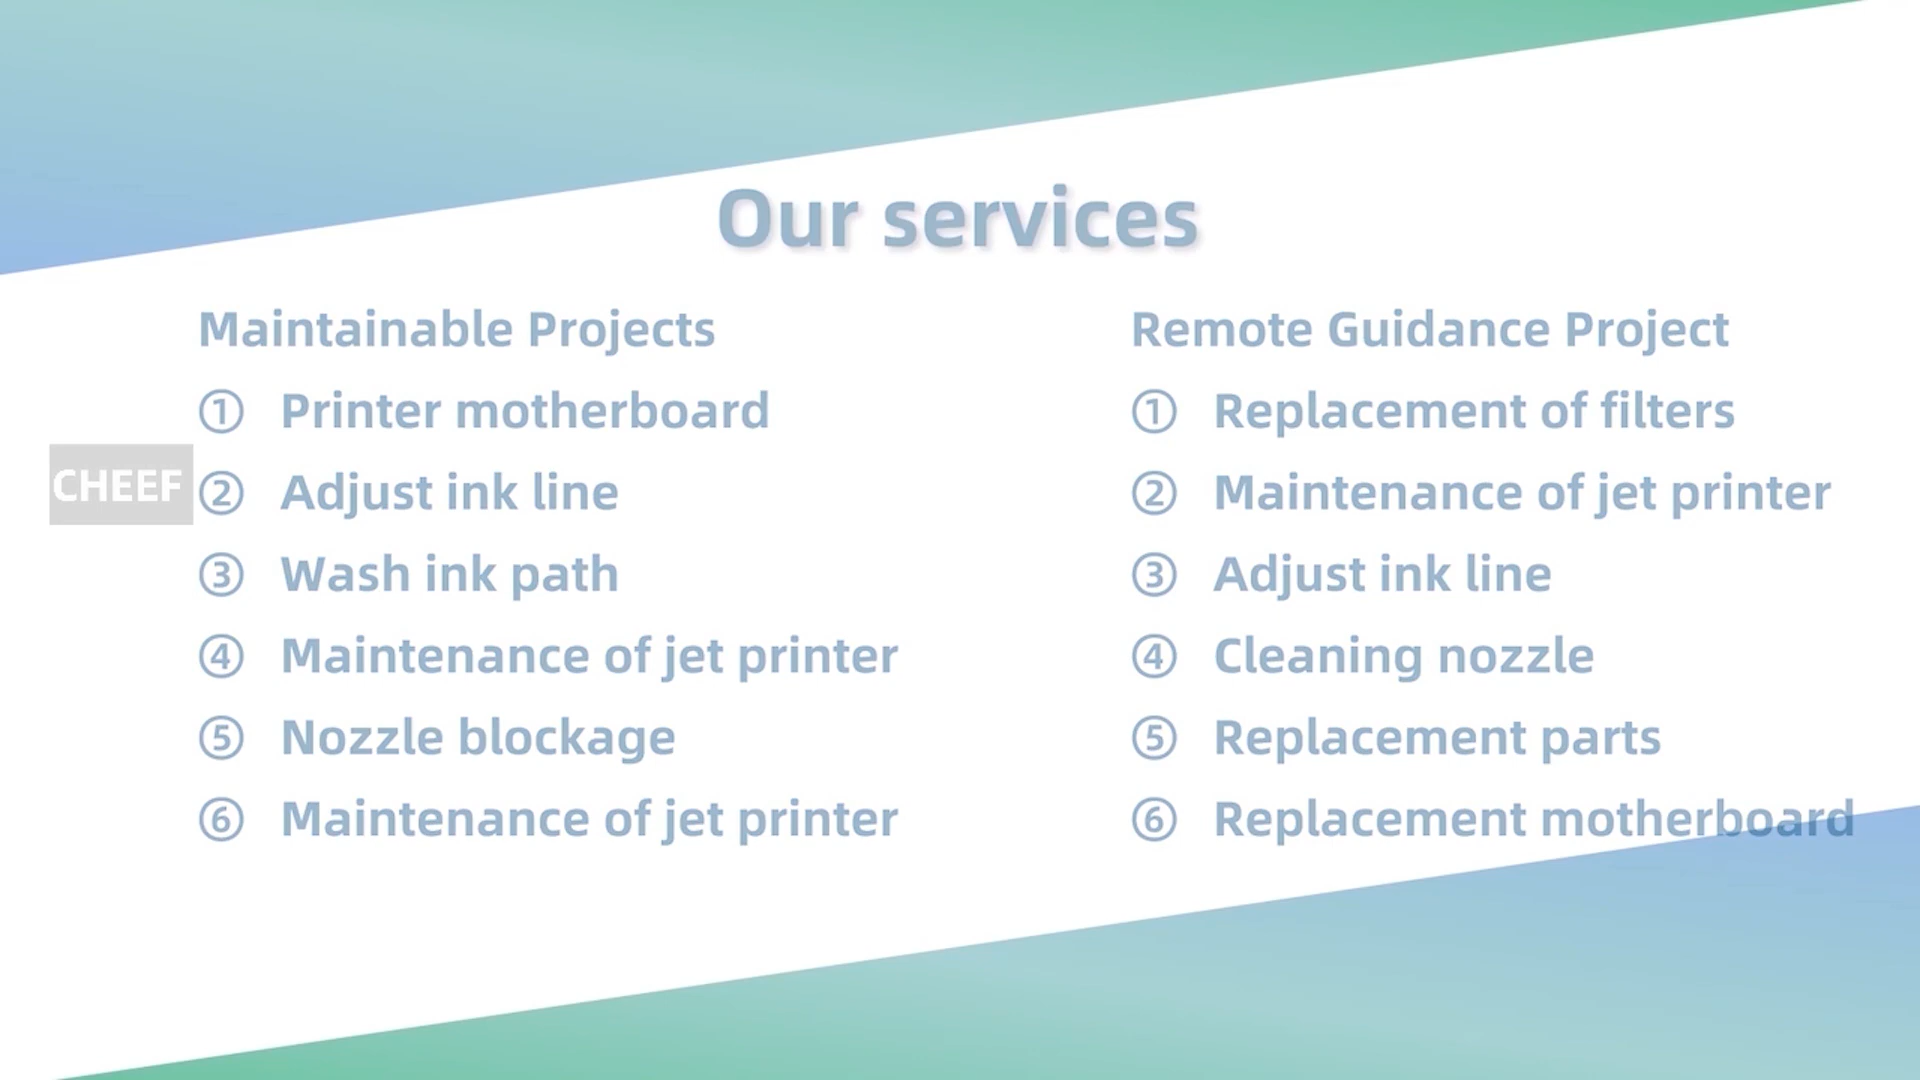 Our services
Maintainable Projects
① Printer motherboard
② Adjust ink line
③ Wash ink path
④ Maintenance of jet printer
⑤ Nozzle blockage
⑥ Maintenance of jet printer
Remote Guidance Project
① Replacement of filters
② Maintenance of jet printer
③ Adjust ink line
④ Cleaning nozzle
⑤ Replacement parts
⑥ Replacement motherboard
CHEEF